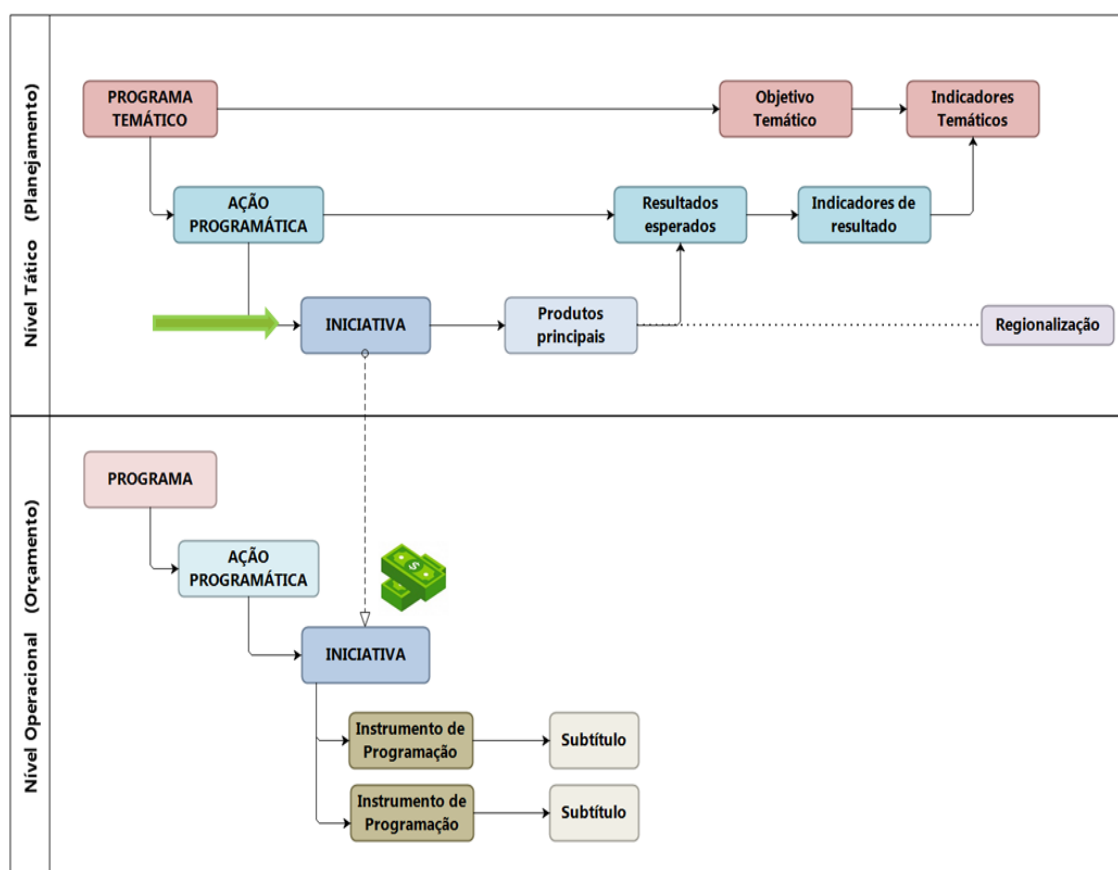 Nível Tático (Planejamento)
PROGRAMA
TEMÁTICO
Objetivo
Temático
Indicadores
Temáticos
AÇÃO
PROGRAMÁTICA
Resultados
esperados
Indicadores de
resultado
INICIATIVA
Produtos
principais
Regionalização
Nível Operacional (Orçamento)
PROGRAMA
AÇÃO
PROGRAMÁTICA
$
INICIATIVA
Instrumento de
Programação
Subtítulo
Instrumento de
Programação
Subtítulo